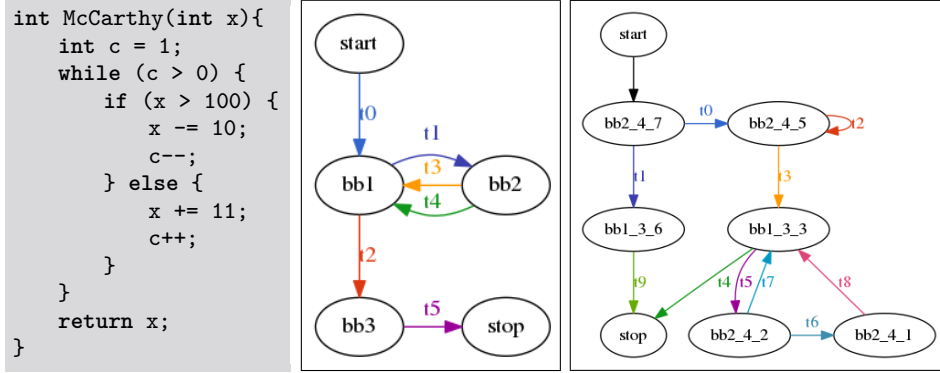 int McCarthy(int x){
int c = 1;
while (c > 0) {
if (x > 100) {
x -= 10;
c--;
} else {
x += 11;
c++;
}
}
return x;
}
start
t0
t1
bb1
t3
bb2
t4
t2
bb3
t5
stop
start
bb2_4_7
t0
bb2_4_5
t2
t1
t3
bb1_3_6
bb1_3_3
t9
t4
t5
t7
t8
stop
bb2_4_2
t6
bb2_4_1